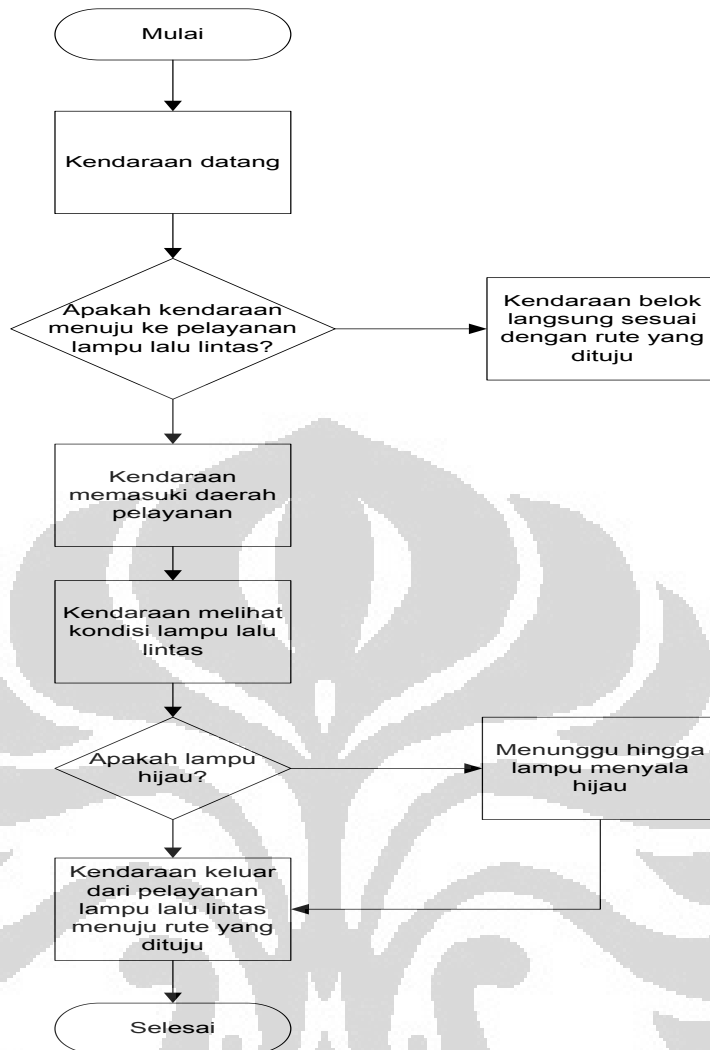 Mulai
Kendaraan datang
Apakah kendaraan
menuju ke pelayanan
lampu lalu lintas?
Kendaraan belok
langsung sesuai
dengan rute yang
dituju
Kendaraan
memasuki daerah
pelayanan
Kendaraan melihat
kondisi lampu lalu
lintas
Apakah lampu
hijau?
Menunggu hingga
lampu menyala
hijau
Kendaraan keluar
dari pelayanan
lampu lalu lintas
menuju rute yang
dituju
Selesai